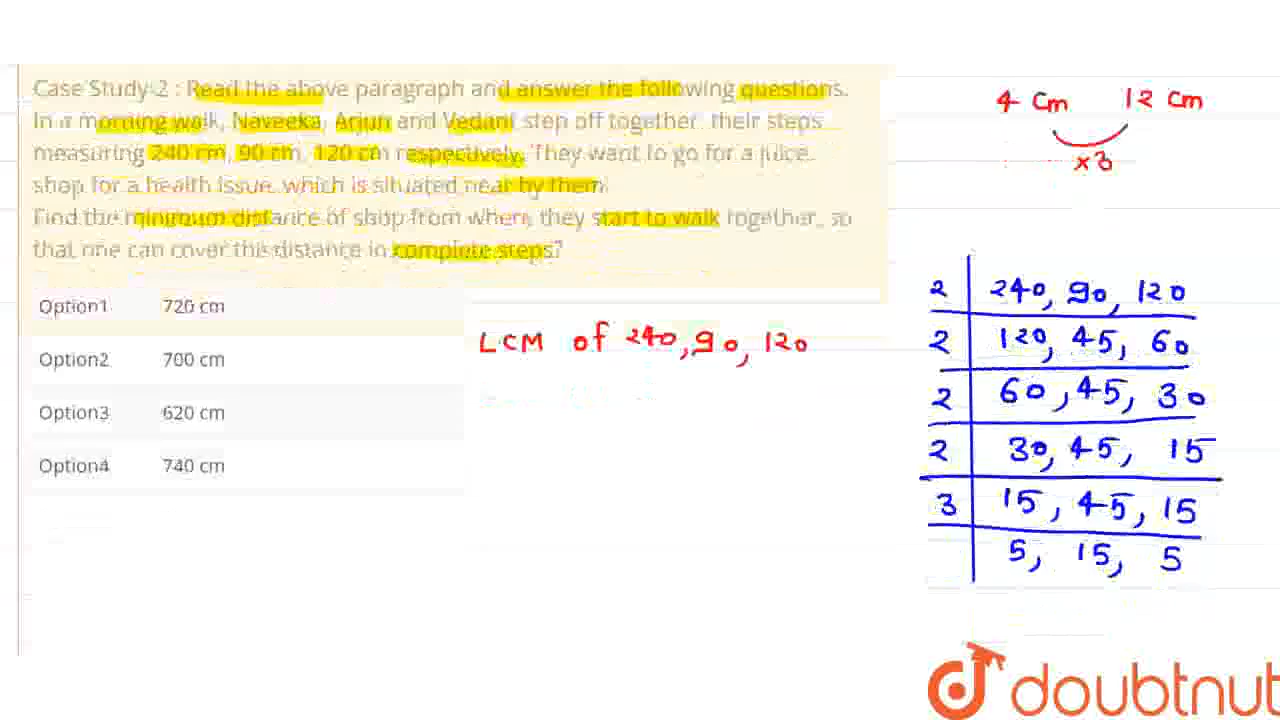 Case Study-2 : Read the above paragraph and answer the following questions.
In a morning walk, Naveeka, Arjun and Vedant step off together, their steps
measuring 240 cm, 90 cm, 120 cm respectively. They want to go for a juice
shop for a health issue, which is situated near by them.
Find the minimum distance of shop from where they start to walk together, so
that one can cover the distance in complete steps?
Option1 720 cm
Option2 700 cm
Option3 620 cm
Option4 740 cm
LCM of 240, 90, 120
4 Cm 12 Cm
×3
2 240, 90, 120
2 120, 45, 60
2 60, 45, 30
2 30, 45, 15
3 15, 45, 15
5, 15, 5
doubtnut